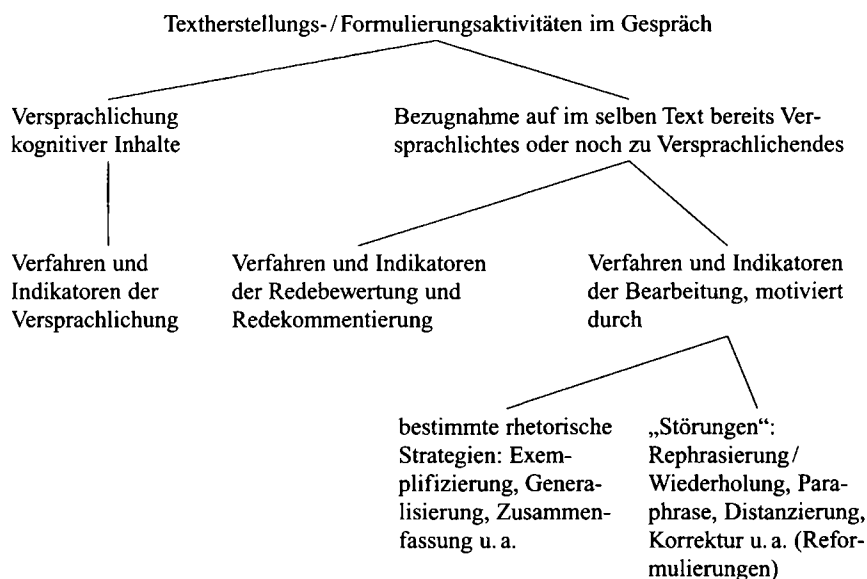 Textherstellungs-/Formulierungsaktivitäten im Gespräch
Versprachlichung
kognitiver Inhalte
Bezugnahme auf im selben Text bereits Ver-
sprachlichtes oder noch zu Versprachlichendes
Verfahren und
Indikatoren der
Versprachlichung
Verfahren und Indikatoren
der Redebewertung und
Redekommentierung
Verfahren und Indikatoren
der Bearbeitung, motiviert
durch
bestimmte rhetorische
Strategien: Exem-
plifizierung, Genera-
lisierung, Zusammen-
fassung u. a.
„Störungen“:
Rephrasierung/
Wiederholung, Para-
phrase, Distanzierung,
Korrektur u. a. (Refor-
mulierungen)